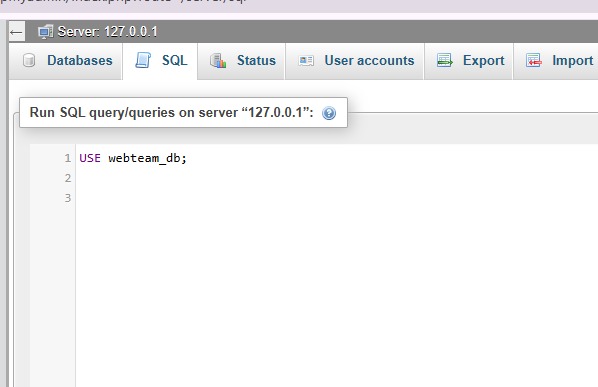 Server: 127.0.0.1
Databases SQL Status User accounts Export Import
Run SQL query/queries on server “127.0.0.1”:
1 USE webteam_db;
2
3